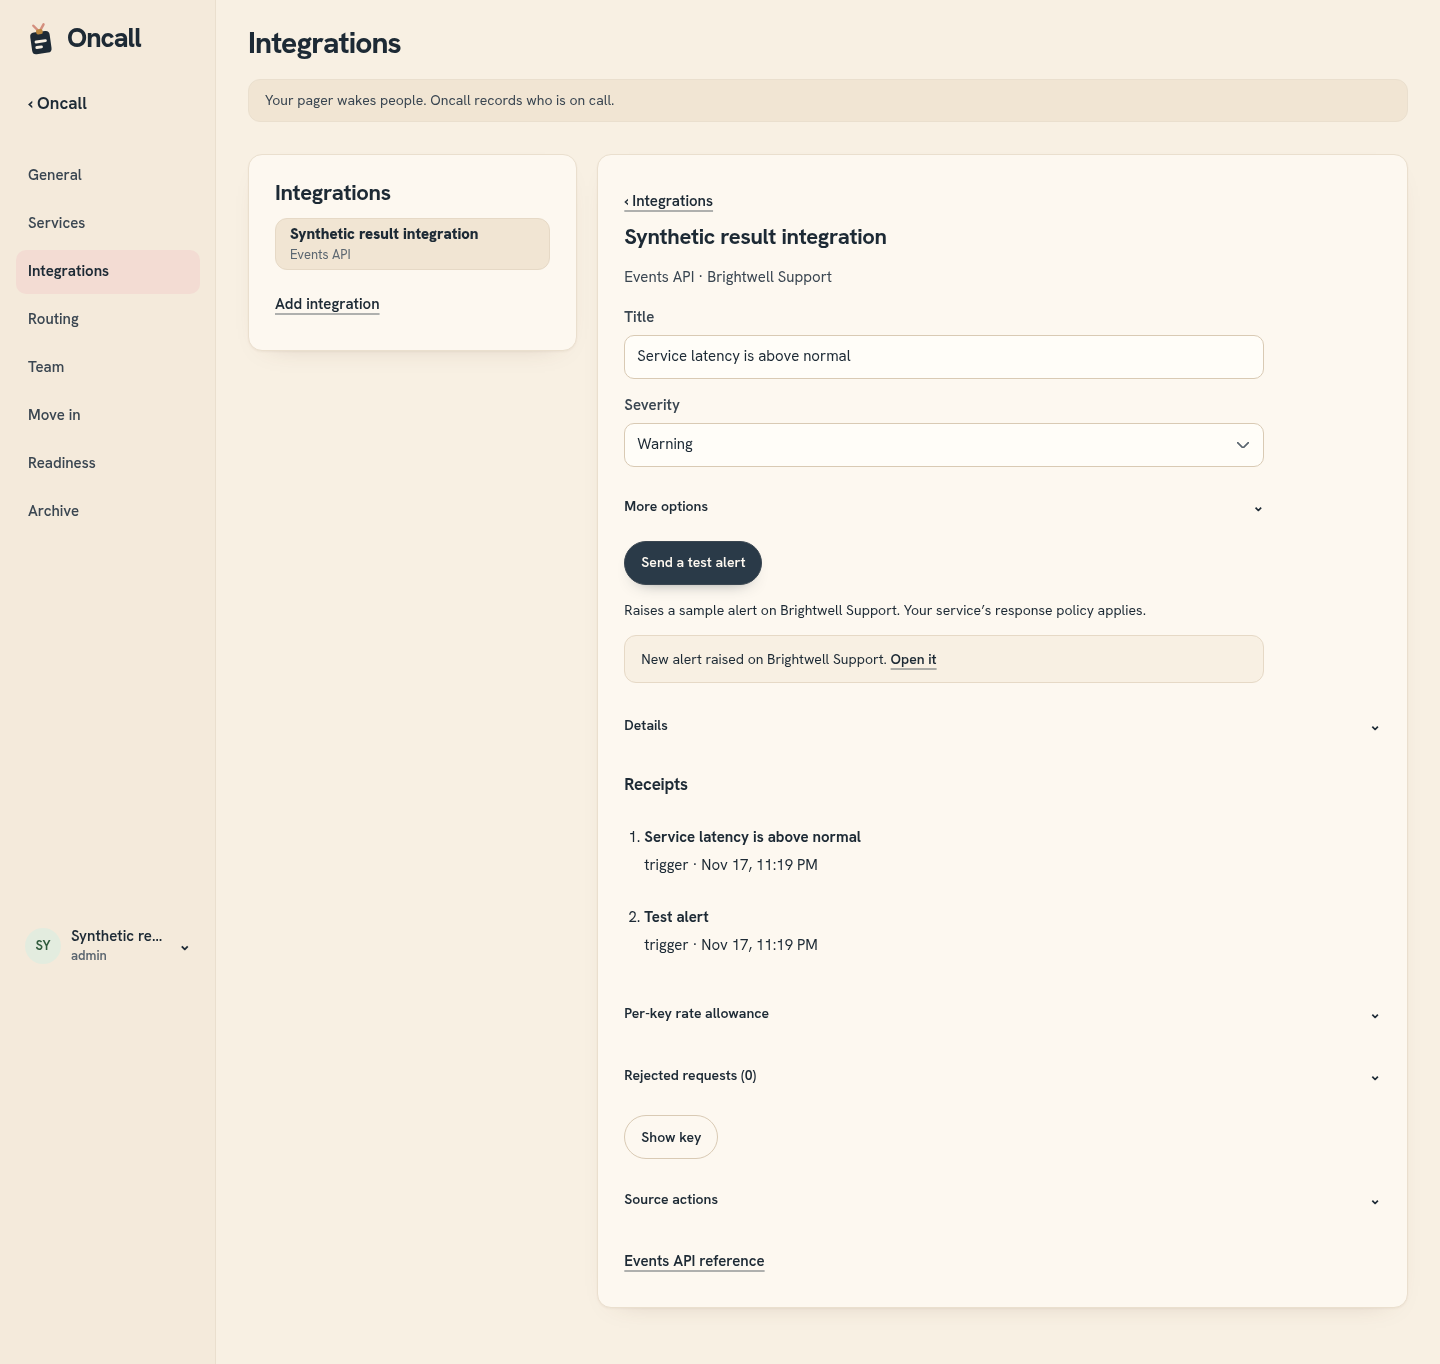 Oncall
‹ Oncall
General
Services
Integrations
Routing
Team
Move in
Readiness
Archive
SY
Synthetic re...
admin
Integrations
Your pager wakes people. Oncall records who is on call.
Integrations
Synthetic result integration
Events API
Add integration
‹ Integrations
Synthetic result integration
Events API · Brightwell Support
Title
Service latency is above normal
Severity
Warning
More options
Send a test alert
Raises a sample alert on Brightwell Support. Your service’s response policy applies.
New alert raised on Brightwell Support. Open it
Details
Receipts
1. Service latency is above normal
trigger · Nov 17, 11:19 PM
2. Test alert
trigger · Nov 17, 11:19 PM
Per-key rate allowance
Rejected requests (0)
Show key
Source actions
Events API reference